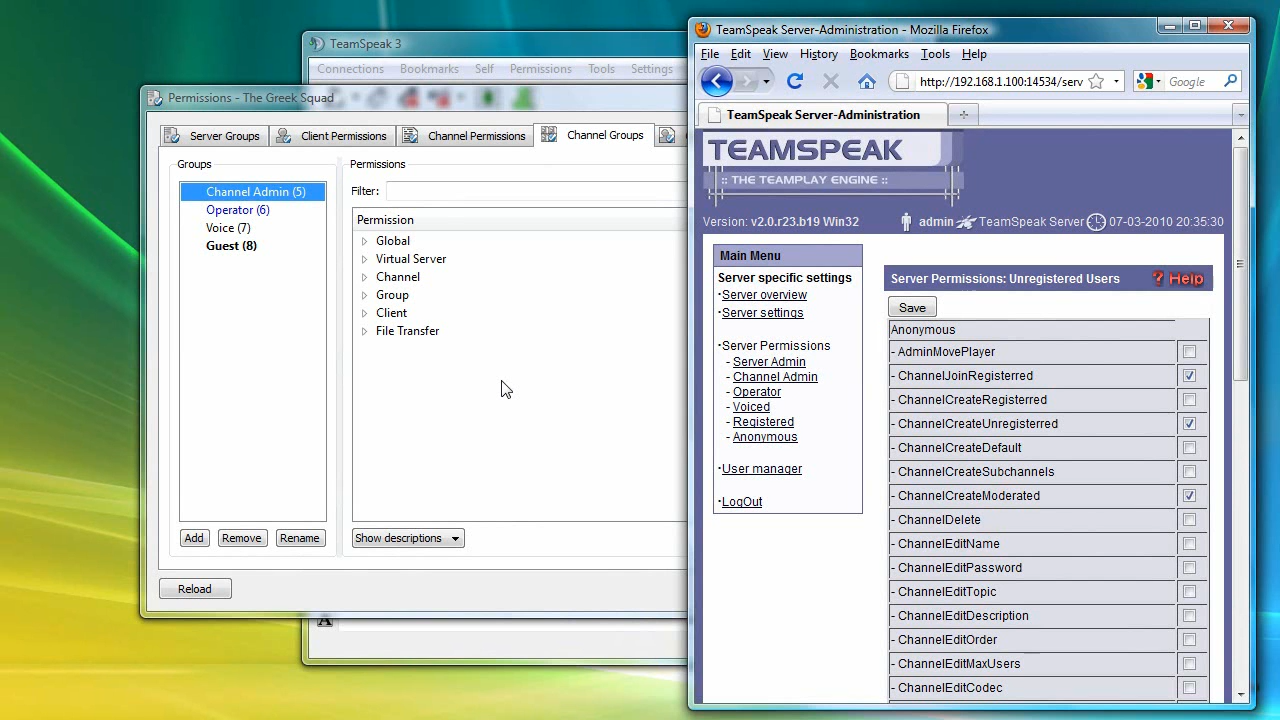 TeamSpeak 3
Connections Bookmarks Self Permissions Tools Settings
Permissions - The Greek Squad
Server Groups Client Permissions Channel Permissions Channel Groups
Groups
Channel Admin (5)
Operator (6)
Voice (7)
Guest (8)
Add Remove Rename
Permissions
Filter:
Permission
Global
Virtual Server
Channel
Group
Client
File Transfer
Show descriptions
Reload
A
TeamSpeak Server-Administration - Mozilla Firefox
File Edit View History Bookmarks Tools Help
http://192.168.1.100:14534/serv
Google
TeamSpeak Server-Administration
TEAMSPEAK
:: THE TEAMPLAY ENGINE ::
Version: v2.0.r23.b19 Win32 admin TeamSpeak Server 07-03-2010 20:35:30
Main Menu
Server specific settings
·Server overview
·Server settings
·Server Permissions
- Server Admin
- Channel Admin
- Operator
- Voiced
- Registered
- Anonymous
·User manager
·LogOut
Server Permissions: Unregistered Users ? Help
Save
Anonymous
- AdminMovePlayer
- ChannelJoinRegisterred
- ChannelCreateRegisterred
- ChannelCreateUnregisterred
- ChannelCreateDefault
- ChannelCreateSubchannels
- ChannelCreateModerated
- ChannelDelete
- ChannelEditName
- ChannelEditPassword
- ChannelEditTopic
- ChannelEditDescription
- ChannelEditOrder
- ChannelEditMaxUsers
- ChannelEditCodec